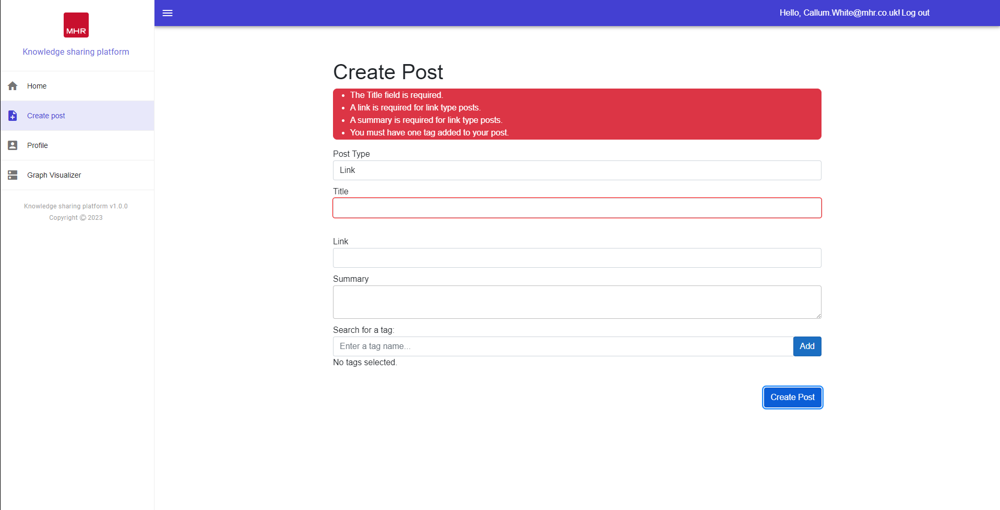 MHR
Knowledge sharing platform
Home
Create post
Profile
Graph Visualizer
Knowledge sharing platform v1.0.0
Copyright © 2023
Hello, Callum.White@mhr.co.uk! Log out
Create Post
The Title field is required.
A link is required for link type posts.
A summary is required for link type posts.
You must have one tag added to your post.
Post Type
Link
Title
Link
Summary
Search for a tag:
Enter a tag name...
Add
No tags selected.
Create Post